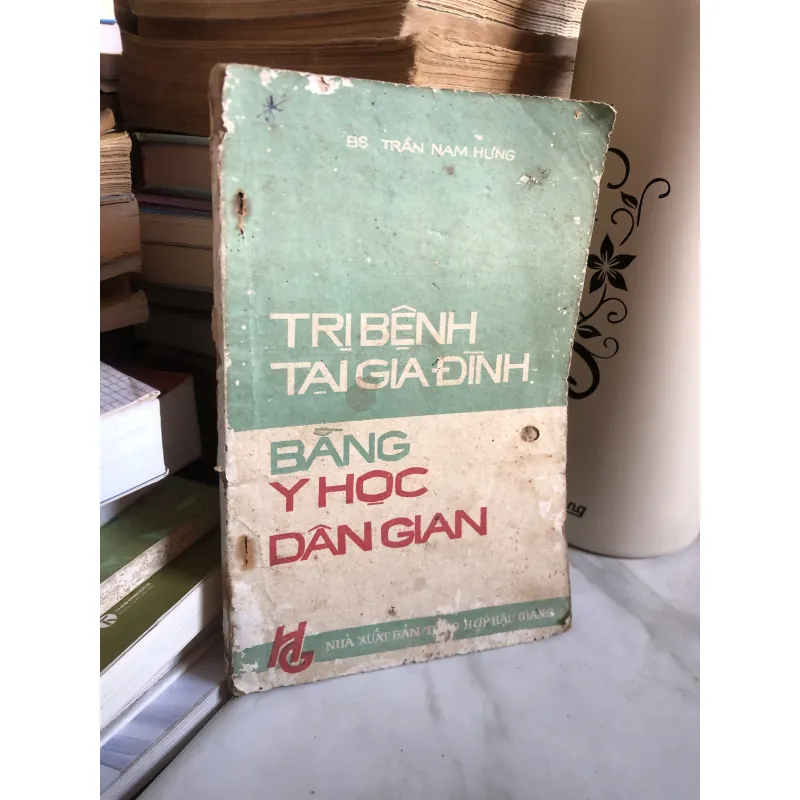 BS TRẦN NAM HƯNG
TRỊ BỆNH
TẠI GIA ĐÌNH
BẰNG
Y HỌC
DÂN GIAN
HG
NHÀ XUẤT BẢN TỔNG HỢP HẬU GIANG
ng